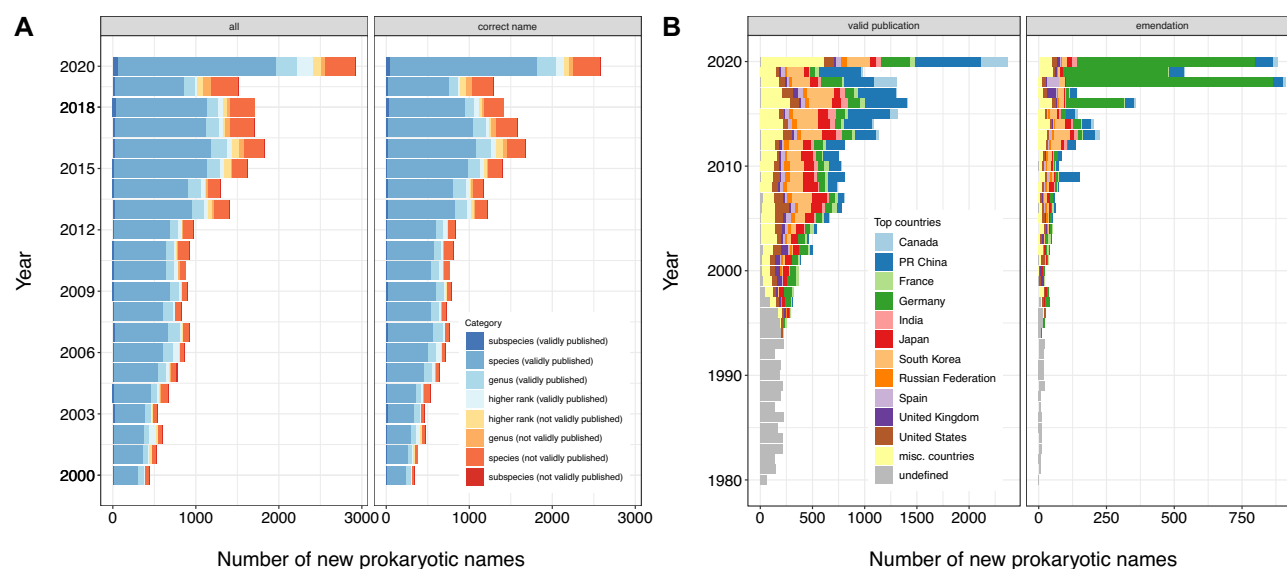 A
all
correct name
Year
2020
2018
2015
2012
2009
2006
2003
2000
Category
subspecies (validly published)
species (validly published)
genus (validly published)
higher rank (validly published)
higher rank (not validly published)
genus (not validly published)
species (not validly published)
subspecies (not validly published)
0
1000
2000
3000
0
1000
2000
3000
Number of new prokaryotic names
B
valid publication
emendation
Year
2020
2010
2000
1990
1980
Top countries
Canada
PR China
France
Germany
India
Japan
South Korea
Russian Federation
Spain
United Kingdom
United States
misc. countries
undefined
0
500
1000
1500
2000
0
250
500
750
Number of new prokaryotic names